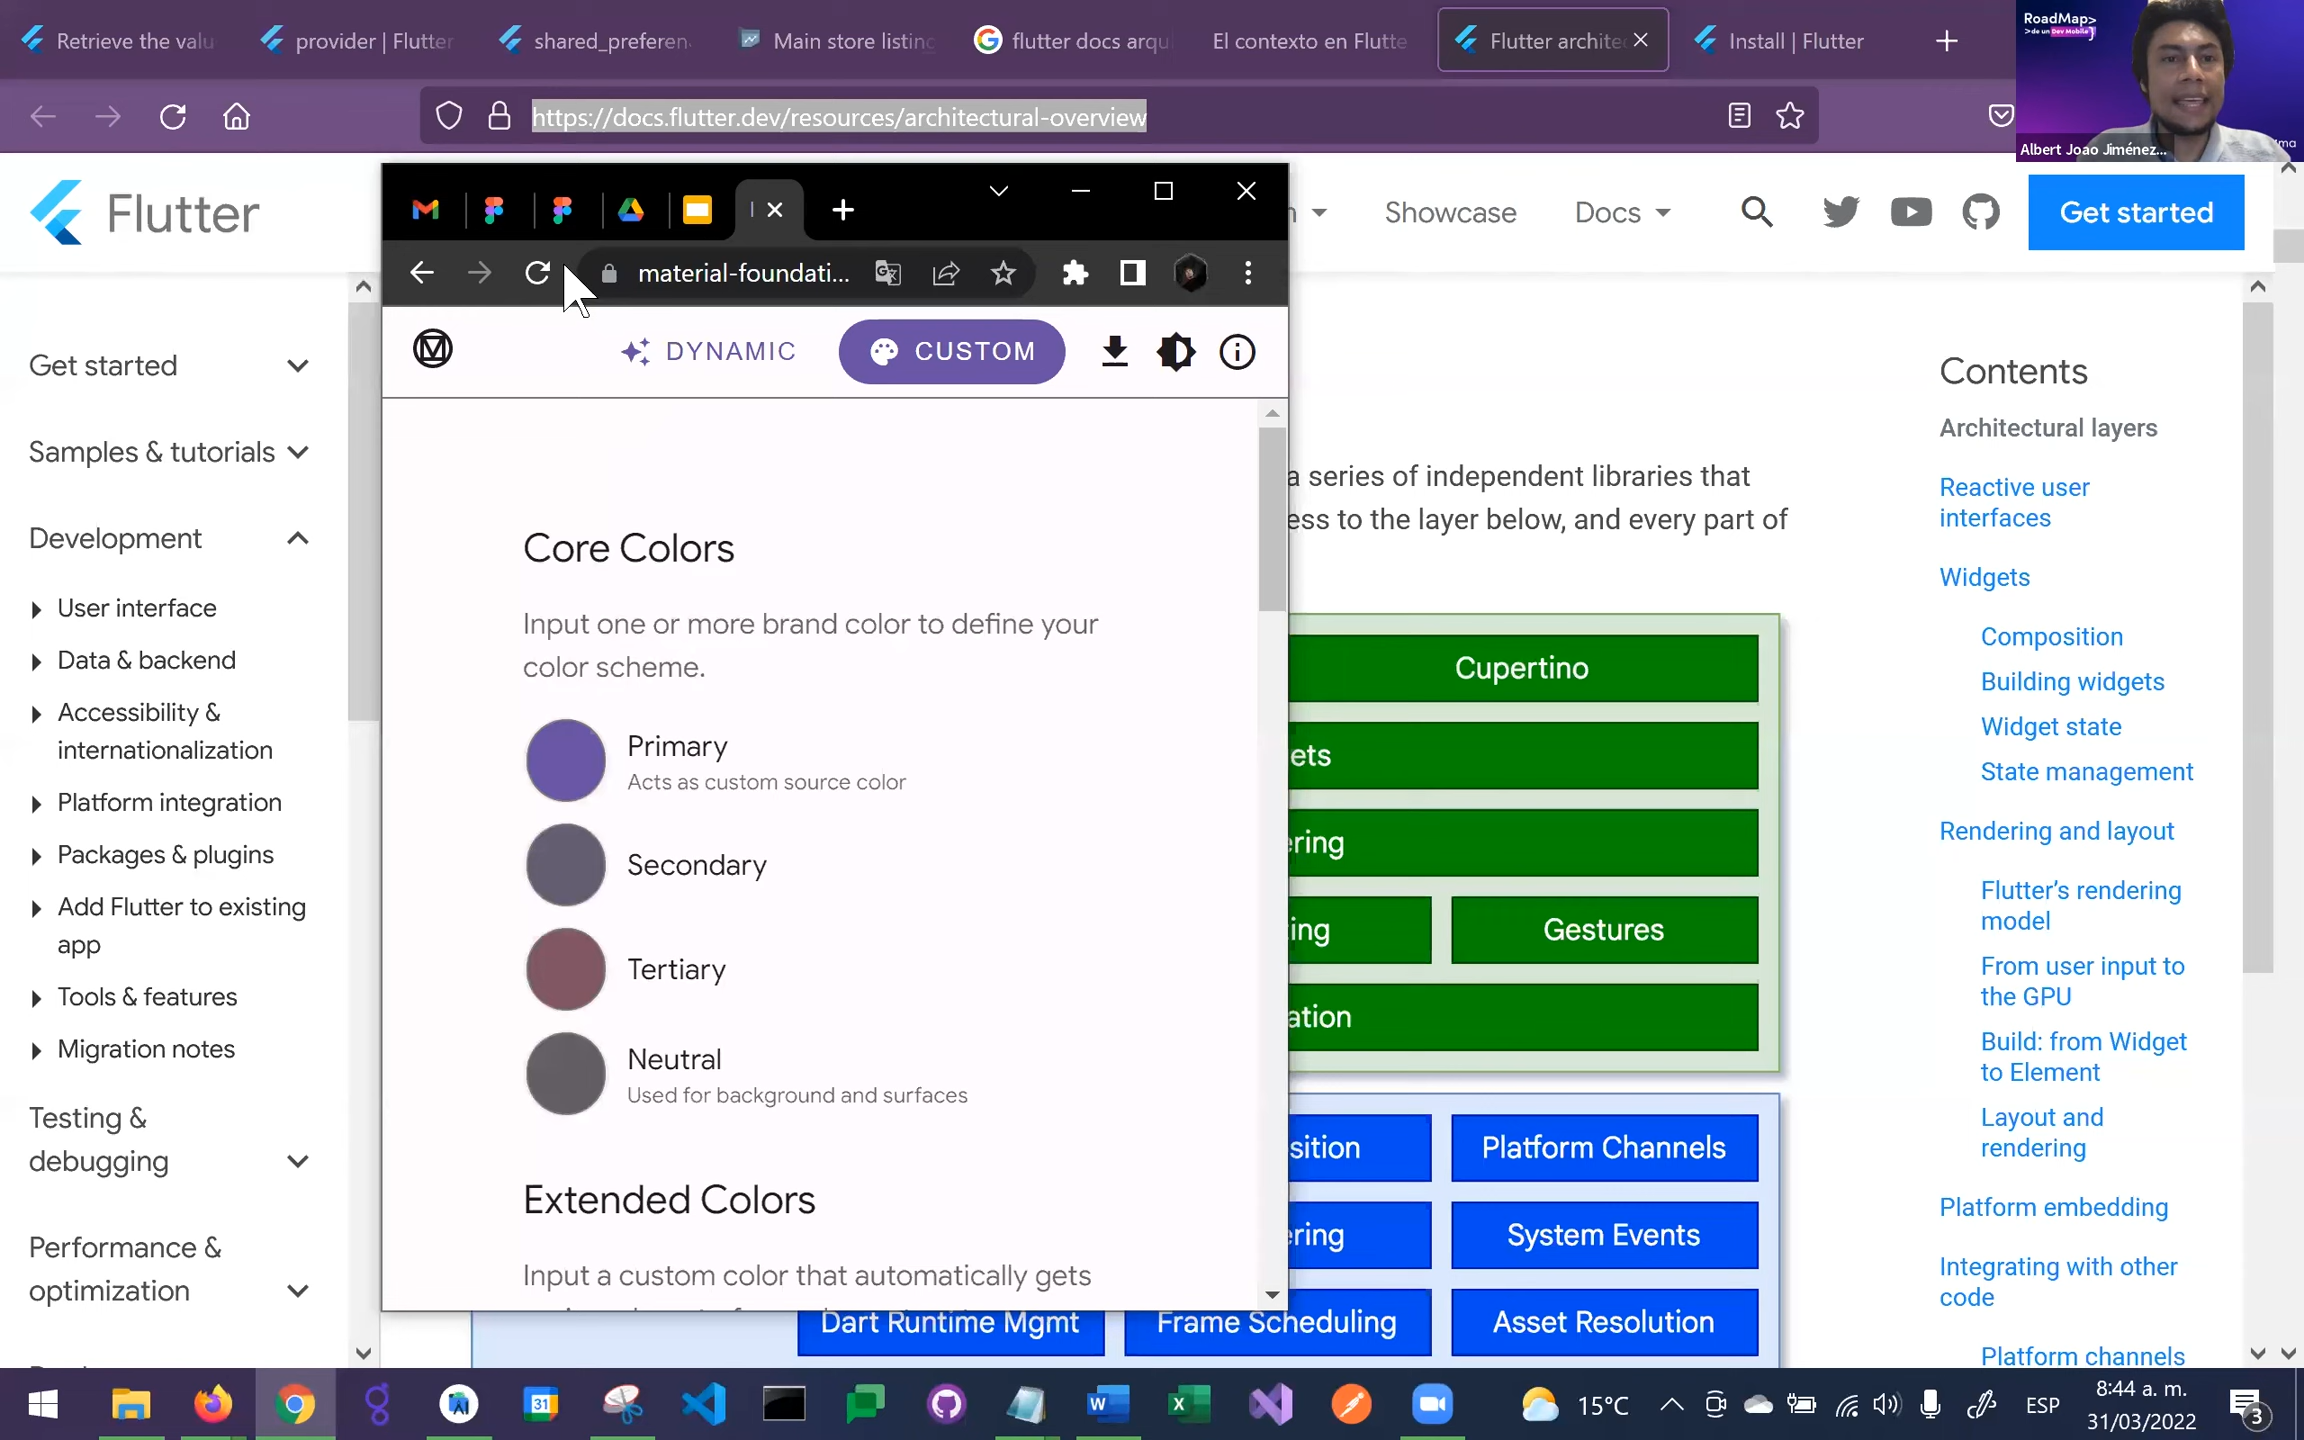 Retrieve the valu
provider | Flutter
shared_preferen
Main store listing
flutter docs arqu
El contexto en Flutte
Flutter archite
Install | Flutter
RoadMap>
>de un Dev Mobile
https://docs.flutter.dev/resources/architectural-overview
Albert Joao Jiménez...
Flutter
Showcase
Docs
Get started
material-foundati...
DYNAMIC
CUSTOM
Get started
Samples & tutorials
Development
User interface
Data & backend
Accessibility &
internationalization
Platform integration
Packages & plugins
Add Flutter to existing
app
Tools & features
Migration notes
Testing &
debugging
Performance &
optimization
Core Colors
Input one or more brand color to define your
color scheme.
Primary
Acts as custom source color
Secondary
Tertiary
Neutral
Used for background and surfaces
Extended Colors
Input a custom color that automatically gets
a series of independent libraries that
ess to the layer below, and every part of
Cupertino
ets
ering
ing
Gestures
ation
sition
Platform Channels
ering
System Events
Dart Runtime Mgmt
Frame Scheduling
Asset Resolution
Contents
Architectural layers
Reactive user
interfaces
Widgets
Composition
Building widgets
Widget state
State management
Rendering and layout
Flutter's rendering
model
From user input to
the GPU
Build: from Widget
to Element
Layout and
rendering
Platform embedding
Integrating with other
code
Platform channels
31
15°C
ESP
8:44 a. m.
31/03/2022
3